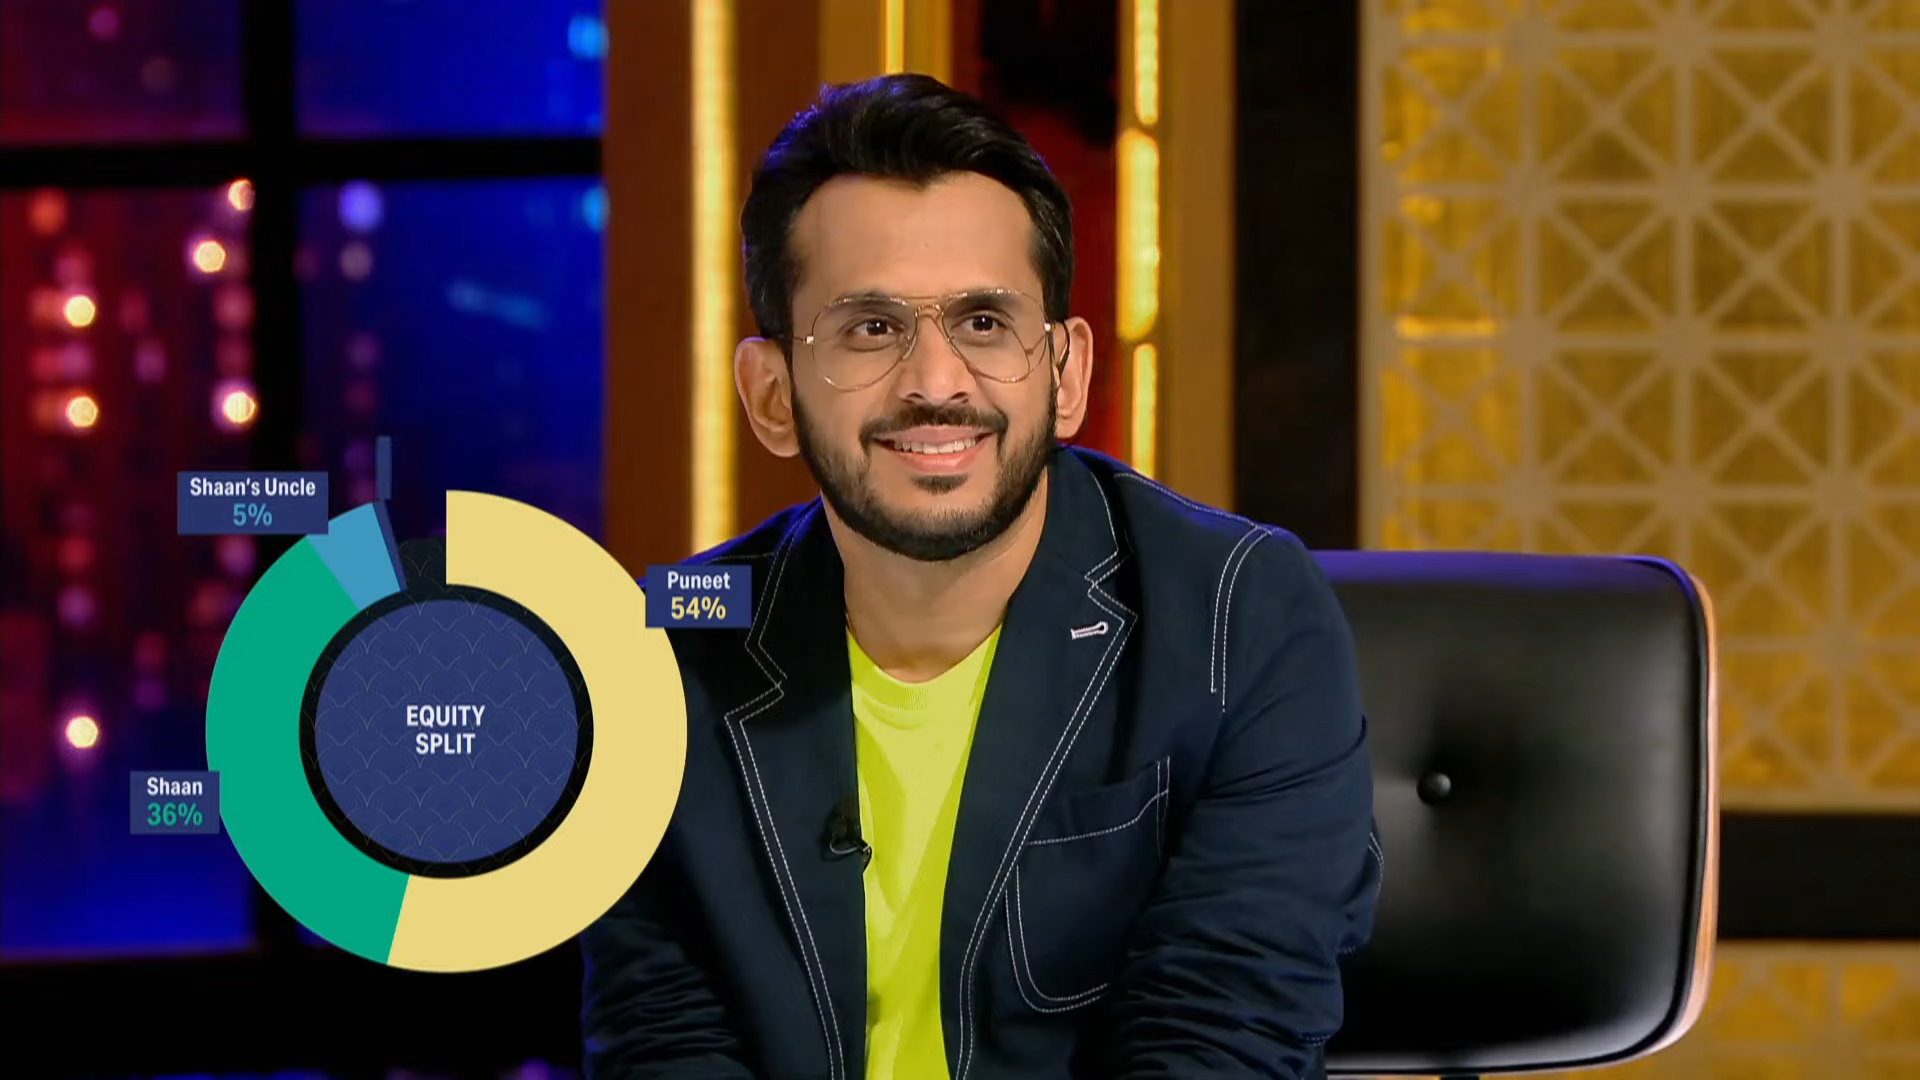 Shaan's Uncle
5%
Puneet
54%
EQUITY
SPLIT
Shaan
36%